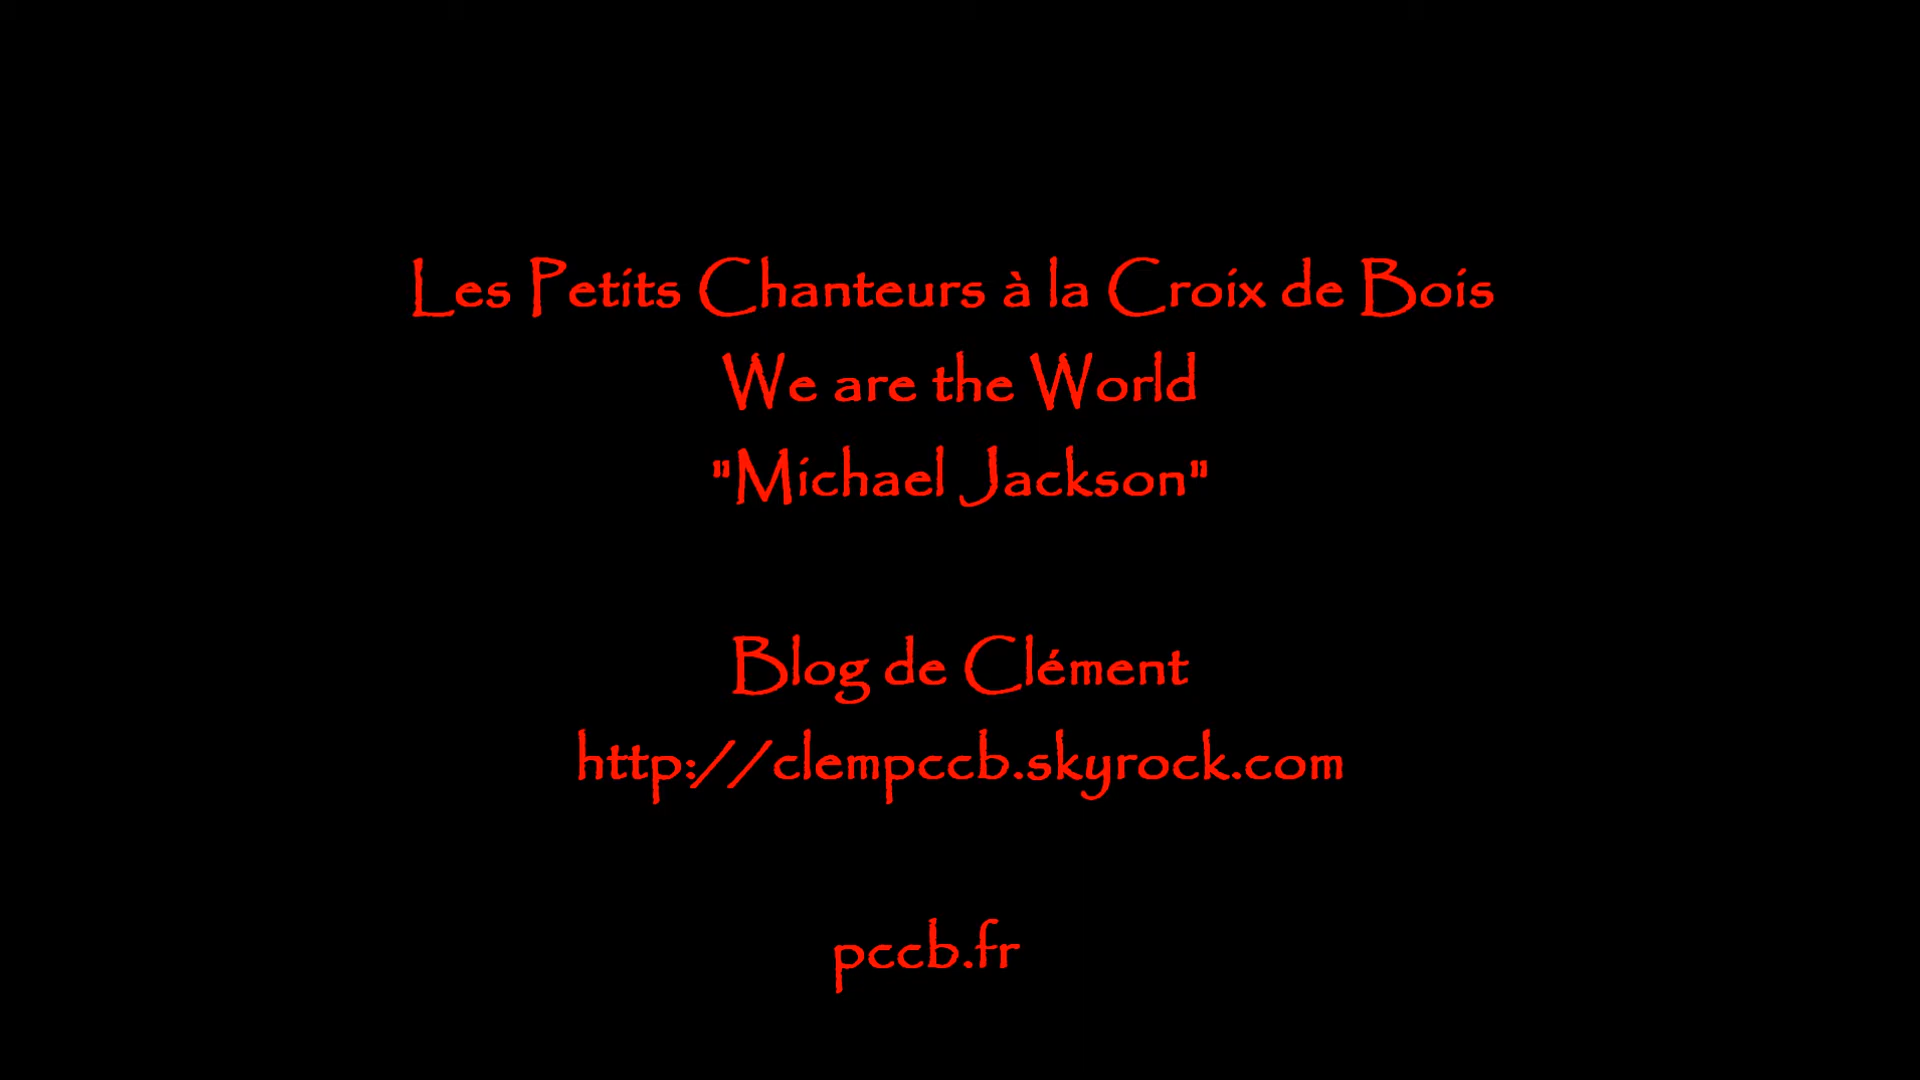 Les Petits Chanteurs à la Croix de Bois
We are the World
"Michael Jackson"
Blog de Clément
http://clempccb.skyrock.com
pccb.fr